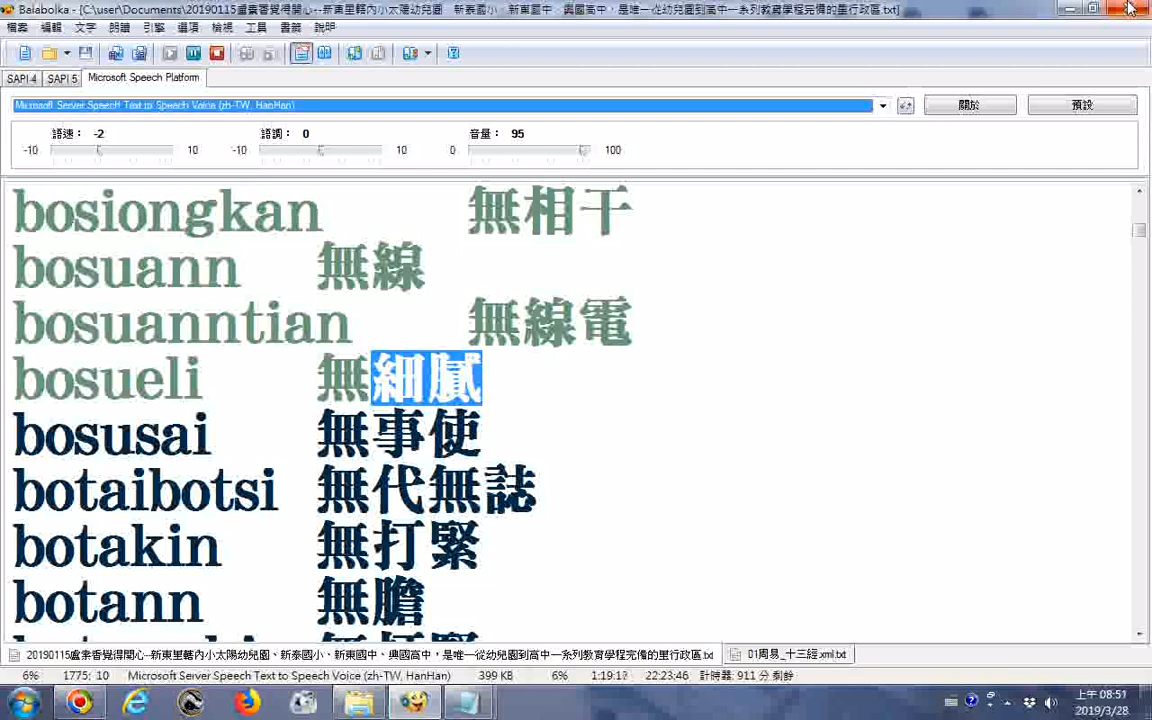 Balabolka - [C:\user\Documents\20190115盧素香覺得開心--新東里轄內小太陽幼兒園、新泰國小、新東國中、興國高中，是唯一從幼兒園到高中一系列教育學程完備的里行政區.txt]
檔案 編輯 文字 朗讀 引擎 選項 檢視 工具 書籤 說明
SAPI 4 SAPI 5 Microsoft Speech Platform
Microsoft Server Speech Text to Speech Voice (zh-TW, HanHan) 關於 預設
語速： -2 語調： 0 音量： 95
-10 10 -10 10 0 100
bosiongkan 無相干
bosuann 無線
bosuanntian 無線電
bosueli 無細膩
bosusai 無事使
botaibotsi 無代無誌
botakin 無打緊
botann 無膽
20190115盧素香覺得開心--新東里轄內小太陽幼兒園、新泰國小、新東國中、興國高中，是唯一從幼兒園到高中一系列教育學程完備的里行政區.txt 01周易_十三經.xml.txt
6% 1775: 10 Microsoft Server Speech Text to Speech Voice (zh-TW, HanHan) 399 KB 6% 1:19:17 22:23:46 計時器: 911 分 剩餘
上午 08:51
2019/3/28